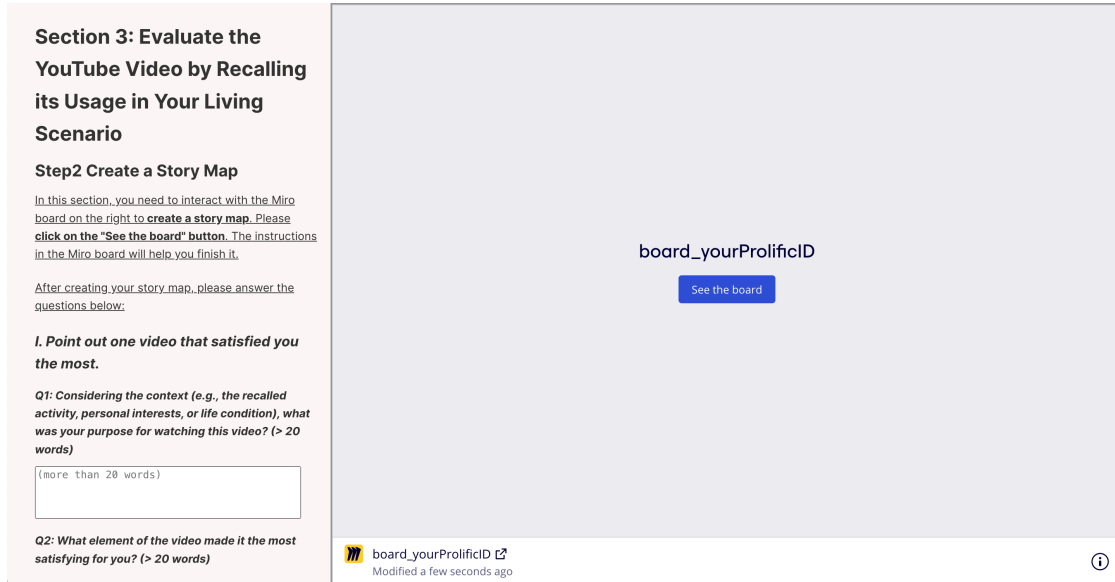 Section 3: Evaluate the
YouTube Video by Recalling
its Usage in Your Living
Scenario
Step2 Create a Story Map
In this section, you need to interact with the Miro
board on the right to create a story map. Please
click on the "See the board" button. The instructions
in the Miro board will help you finish it.
After creating your story map, please answer the
questions below:
I. Point out one video that satisfied you
the most.
Q1: Considering the context (e.g., the recalled
activity, personal interests, or life condition), what
was your purpose for watching this video? (> 20
words)
(more than 20 words)
Q2: What element of the video made it the most
satisfying for you? (> 20 words)
board_yourProlificID
See the board
board_yourProlificID
Modified a few seconds ago